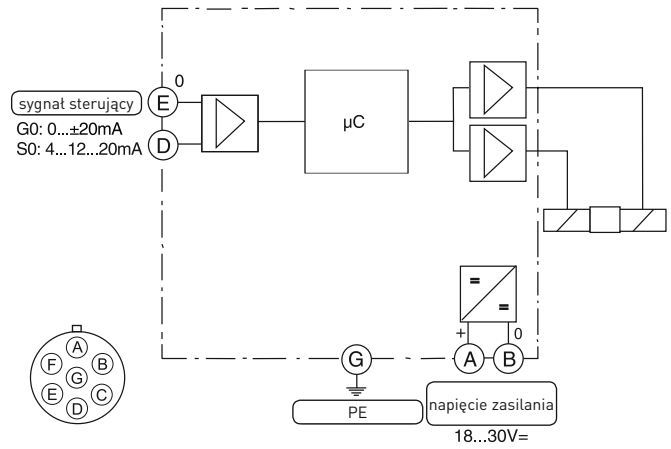 0
E
sygnał sterujący
G0: 0...±20mA
S0: 4...12...20mA
D
µC
+
0
A
B
G
PE
napięcie zasilania
18...30V=
A
F
B
G
E
C
D